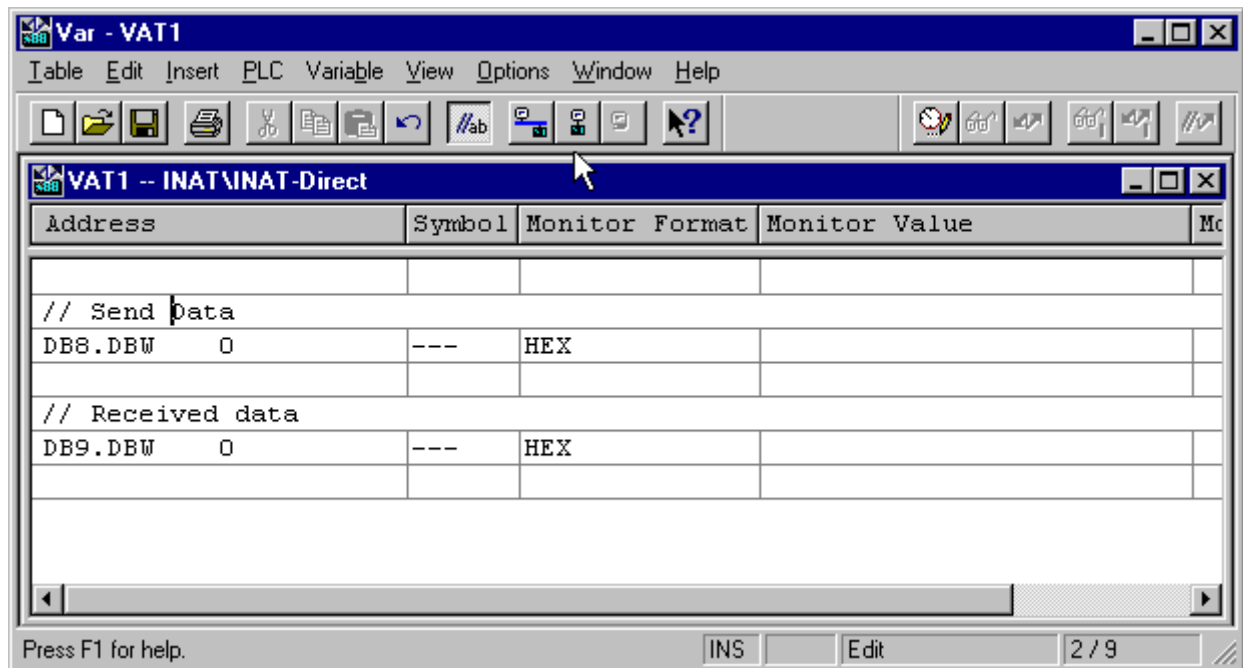 Var - VAT1
Table Edit Insert PLC Variable View Options Window Help
//ab
VAT1 -- INAT\INAT-Direct
Address Symbol Monitor Format Monitor Value Mo
// Send Data
DB8.DBW 0 --- HEX
// Received data
DB9.DBW 0 --- HEX
Press F1 for help. INS Edit 2 / 9